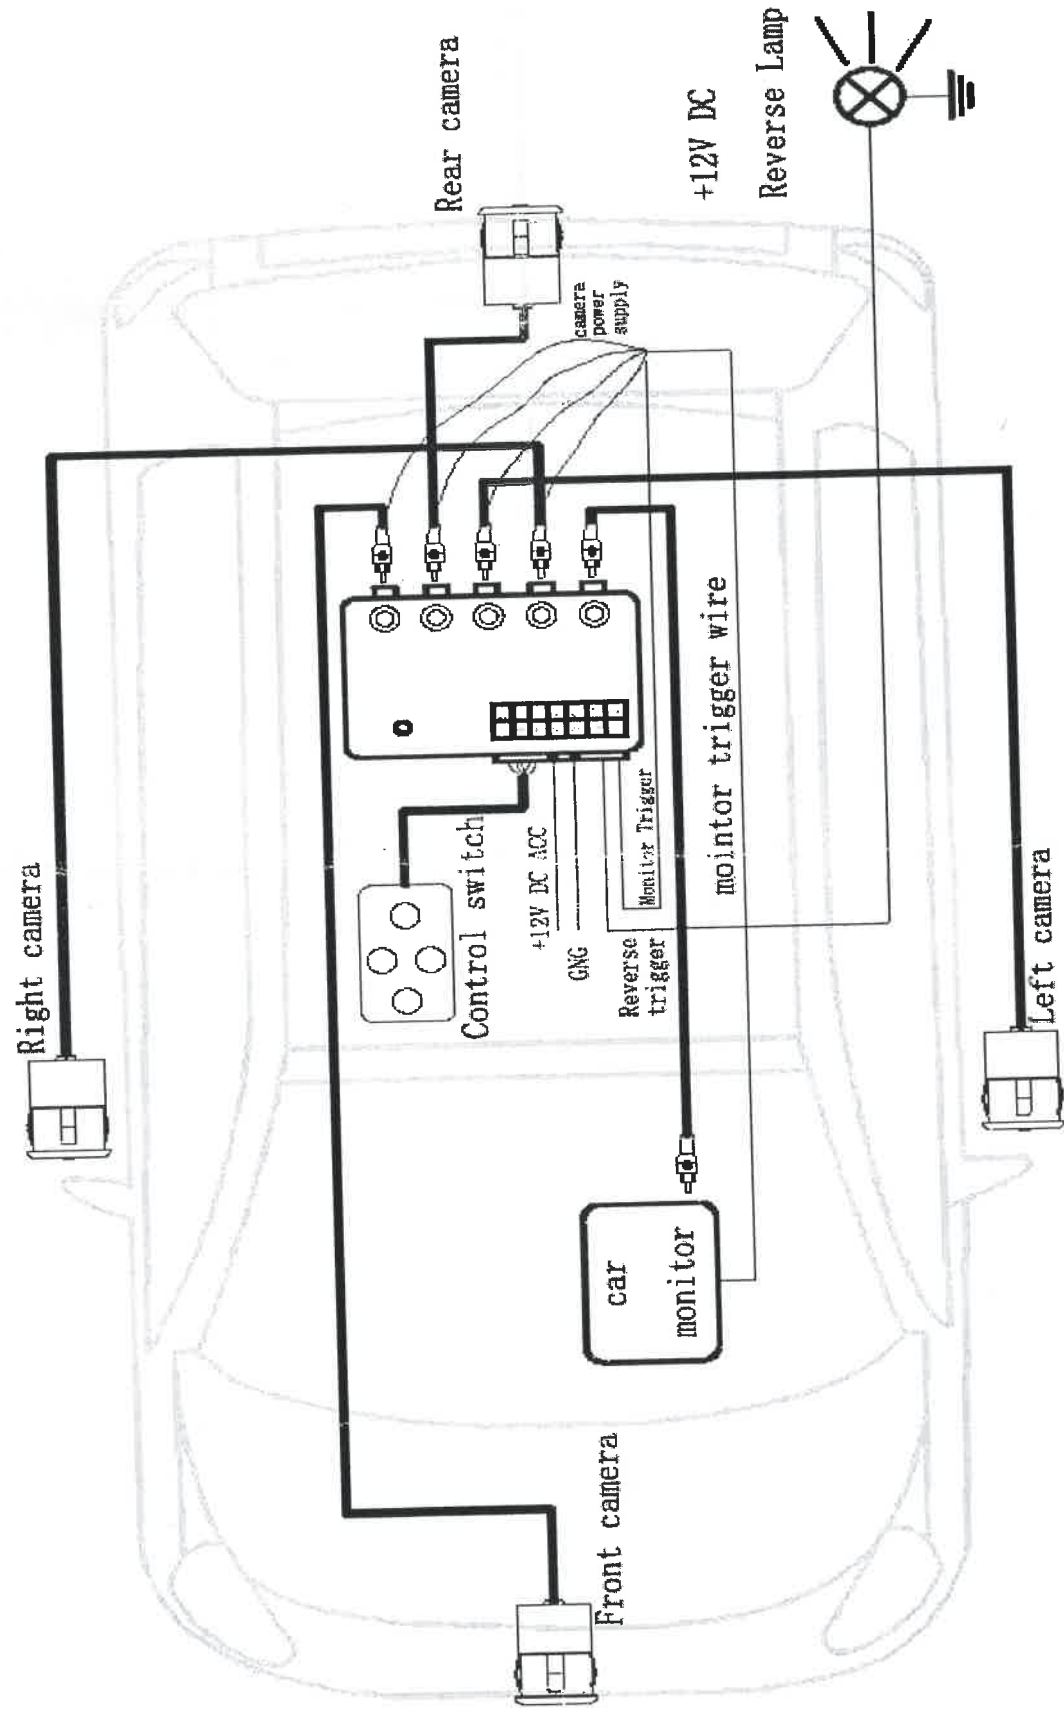 Rear camera
+12V DC
Reverse Lamp
camera
power
supply
Right camera
Control switch
+12V DC ACC
GNG
Reverse
trigger
Monitor Trigger
mointor trigger wire
Left camera
car
monitor
Front camera